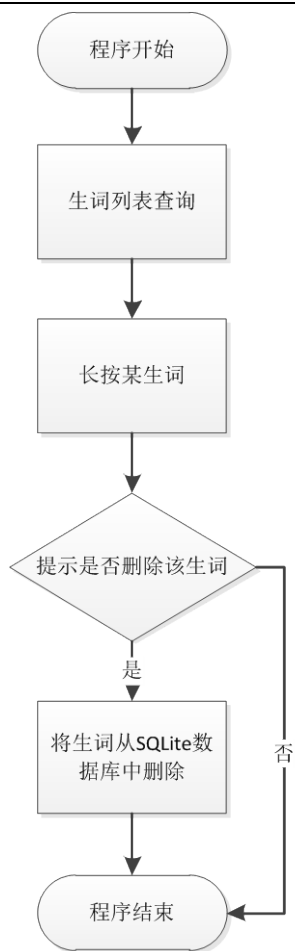 程序开始
生词列表查询
长按某生词
提示是否删除该生词
是
将生词从SQLite数
据库中删除
否
程序结束